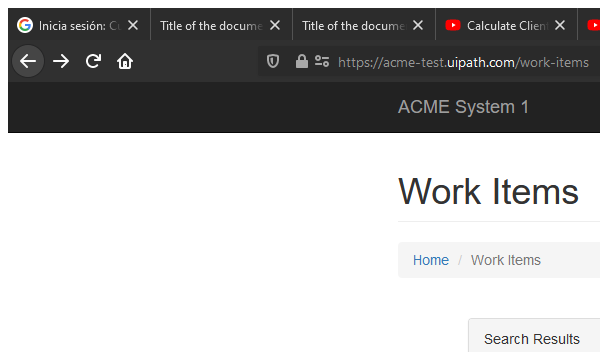 Inicia sesión: Cu
Title of the docume
Title of the docume
Calculate Clien
https://acme-test.uipath.com/work-items
ACME System 1
Work Items
Home / Work Items
Search Results